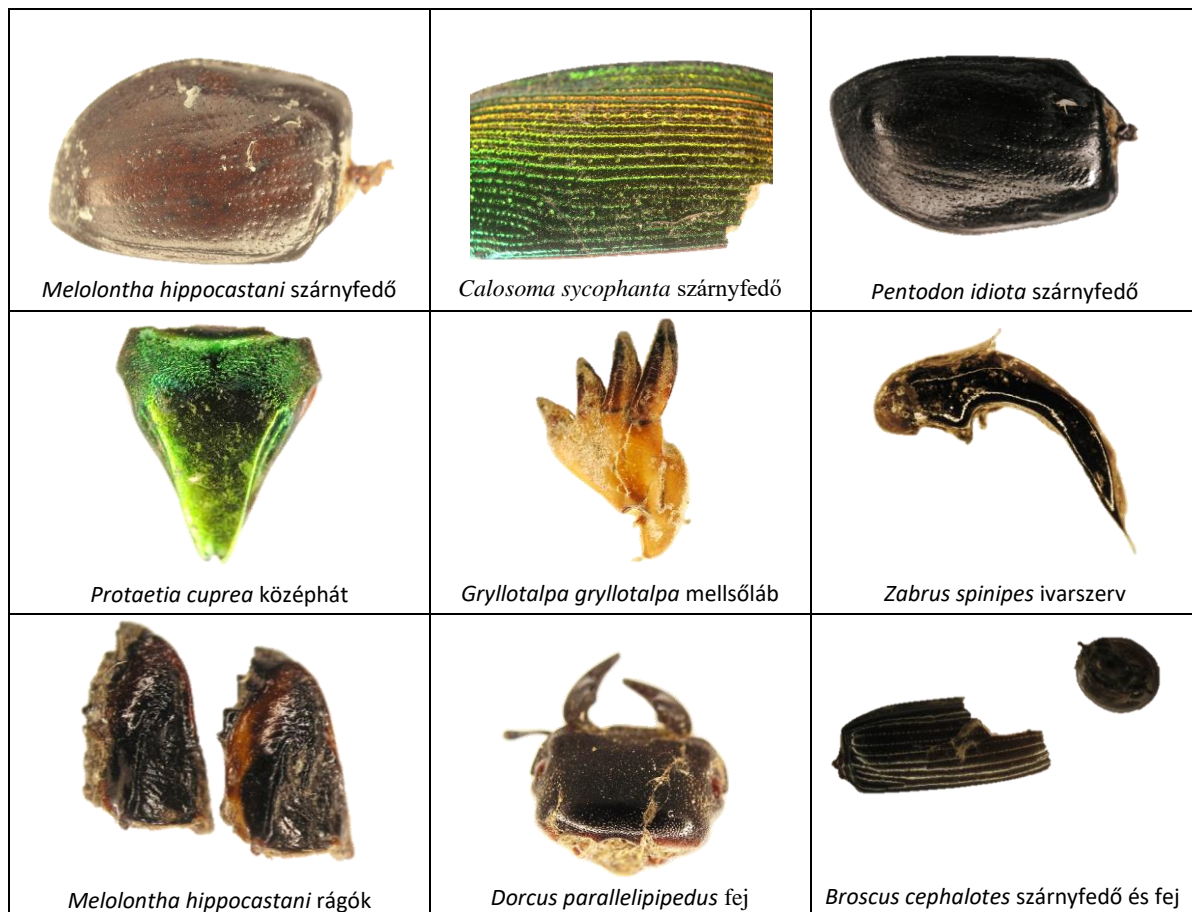 Melolontha hippocastani szárnyfedő
Calosoma sycophanta szárnyfedő
Pentodon idiota szárnyfedő
Protaetia cuprea középhát
Gryllotalpa gryllotalpa mellsőláb
Zabrus spinipes ivarszerv
Melolontha hippocastani rágók
Dorcus parallelipipedus fej
Broscus cephalotes szárnyfedő és fej